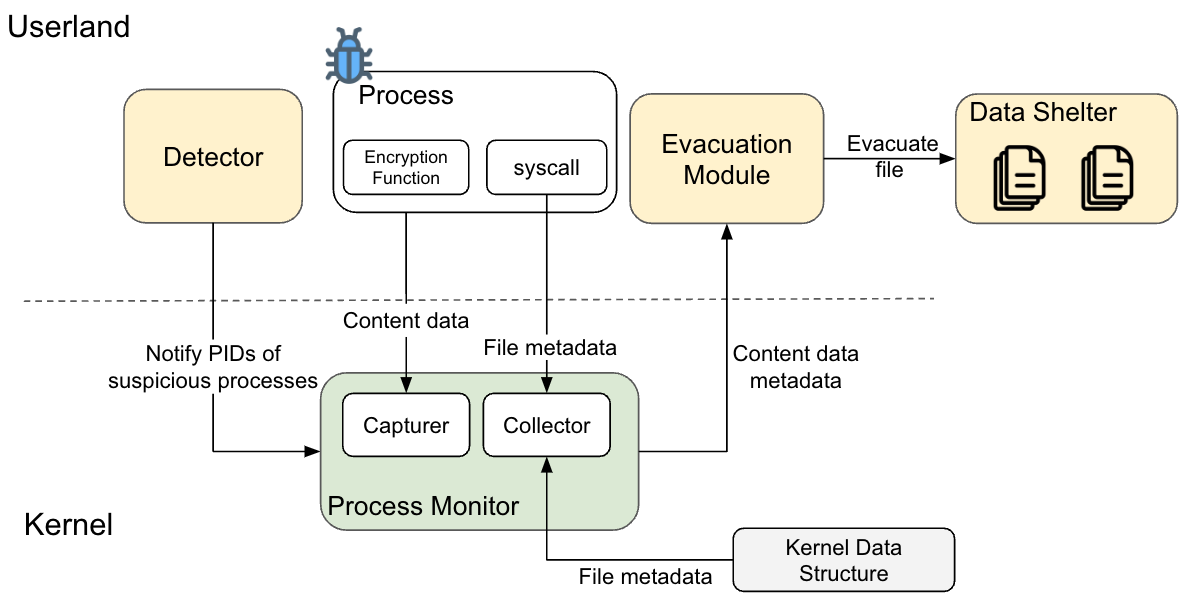 Userland
Detector
Process
Encryption
Function
syscall
Evacuation
Module
Evacuate
file
Data Shelter
Content data
File metadata
Notify PIDs of
suspicious processes
Content data
metadata
Capturer
Collector
Process Monitor
Kernel
Kernel Data
Structure
File metadata